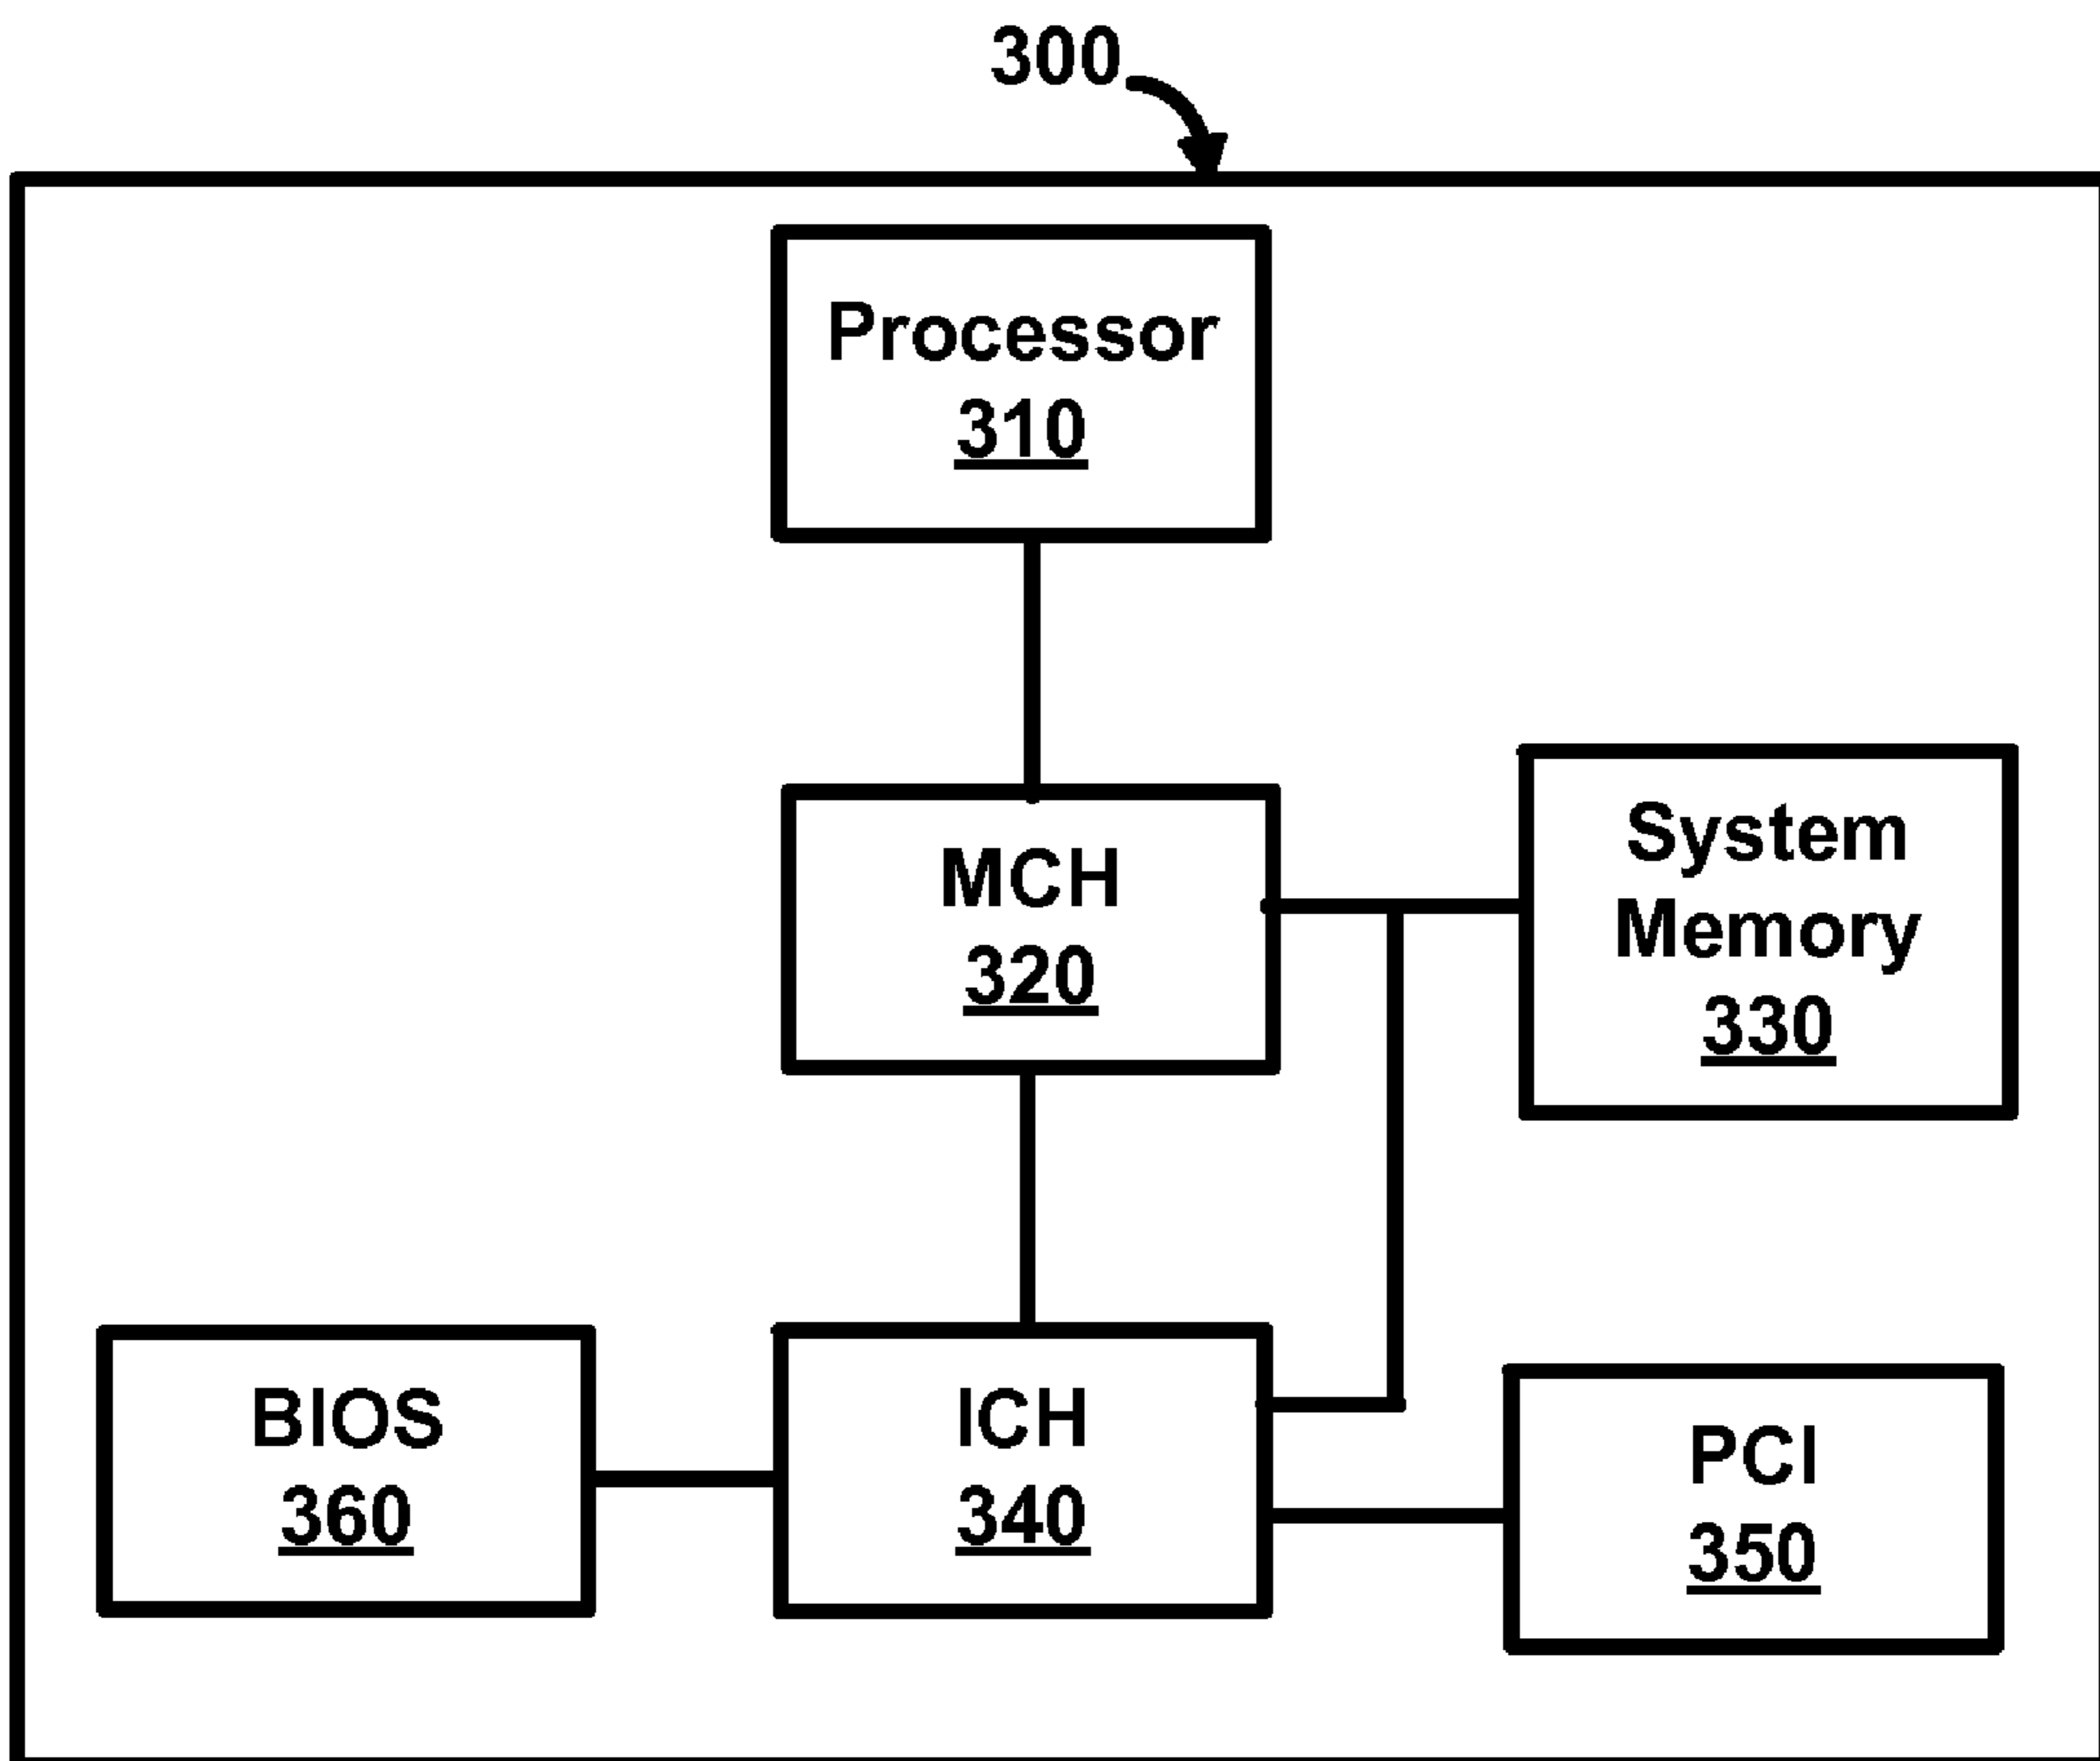 300
Processor
310
MCH
320
System
Memory
330
BIOS
360
ICH
340
PCI
350